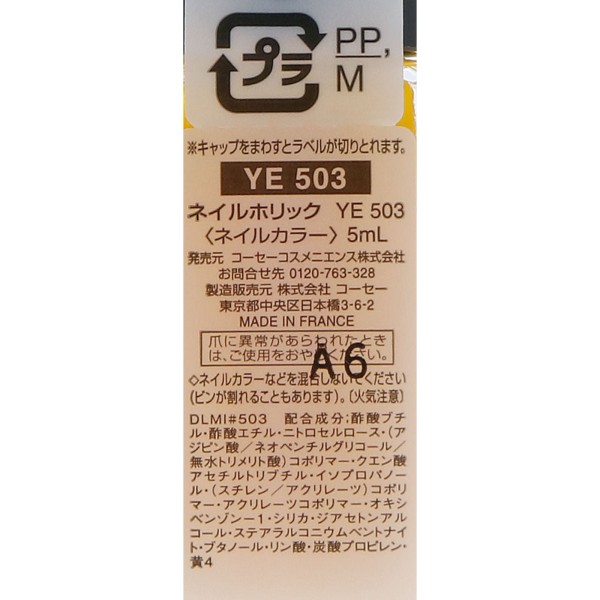 プラ
PP,
M
※キャップをまわすとラベルが切りとれます。
YE 503
ネイルホリック YE 503
〈ネイルカラー〉5mL
発売元 コーセーコスメニエンス株式会社
お問合せ先 0120-763-328
製造販売元 株式会社 コーセー
東京都中央区日本橋3-6-2
MADE IN FRANCE
爪に異常があらわれたとき
は、ご使用をおやめください。
A6
◇ネイルカラーなどを混合しないでください
(ビンが割れることもあります)。〔火気注意〕
DLMI#503 配合成分;酢酸ブチ
ル・酢酸エチル・ニトロセルロース・(ア
ジピン酸/ネオペンチルグリコール/
無水トリメリト酸)コポリマー・クエン酸
アセチルトリブチル・イソプロパノー
ル・(スチレン/アクリレーツ)コポリ
マー・アクリレーツコポリマー・オキシ
ベンゾン-1・シリカ・ジアセトンアル
コール・ステアラルコニウムベントナイ
ト・ブタノール・リン酸・炭酸プロピレン・
黄4